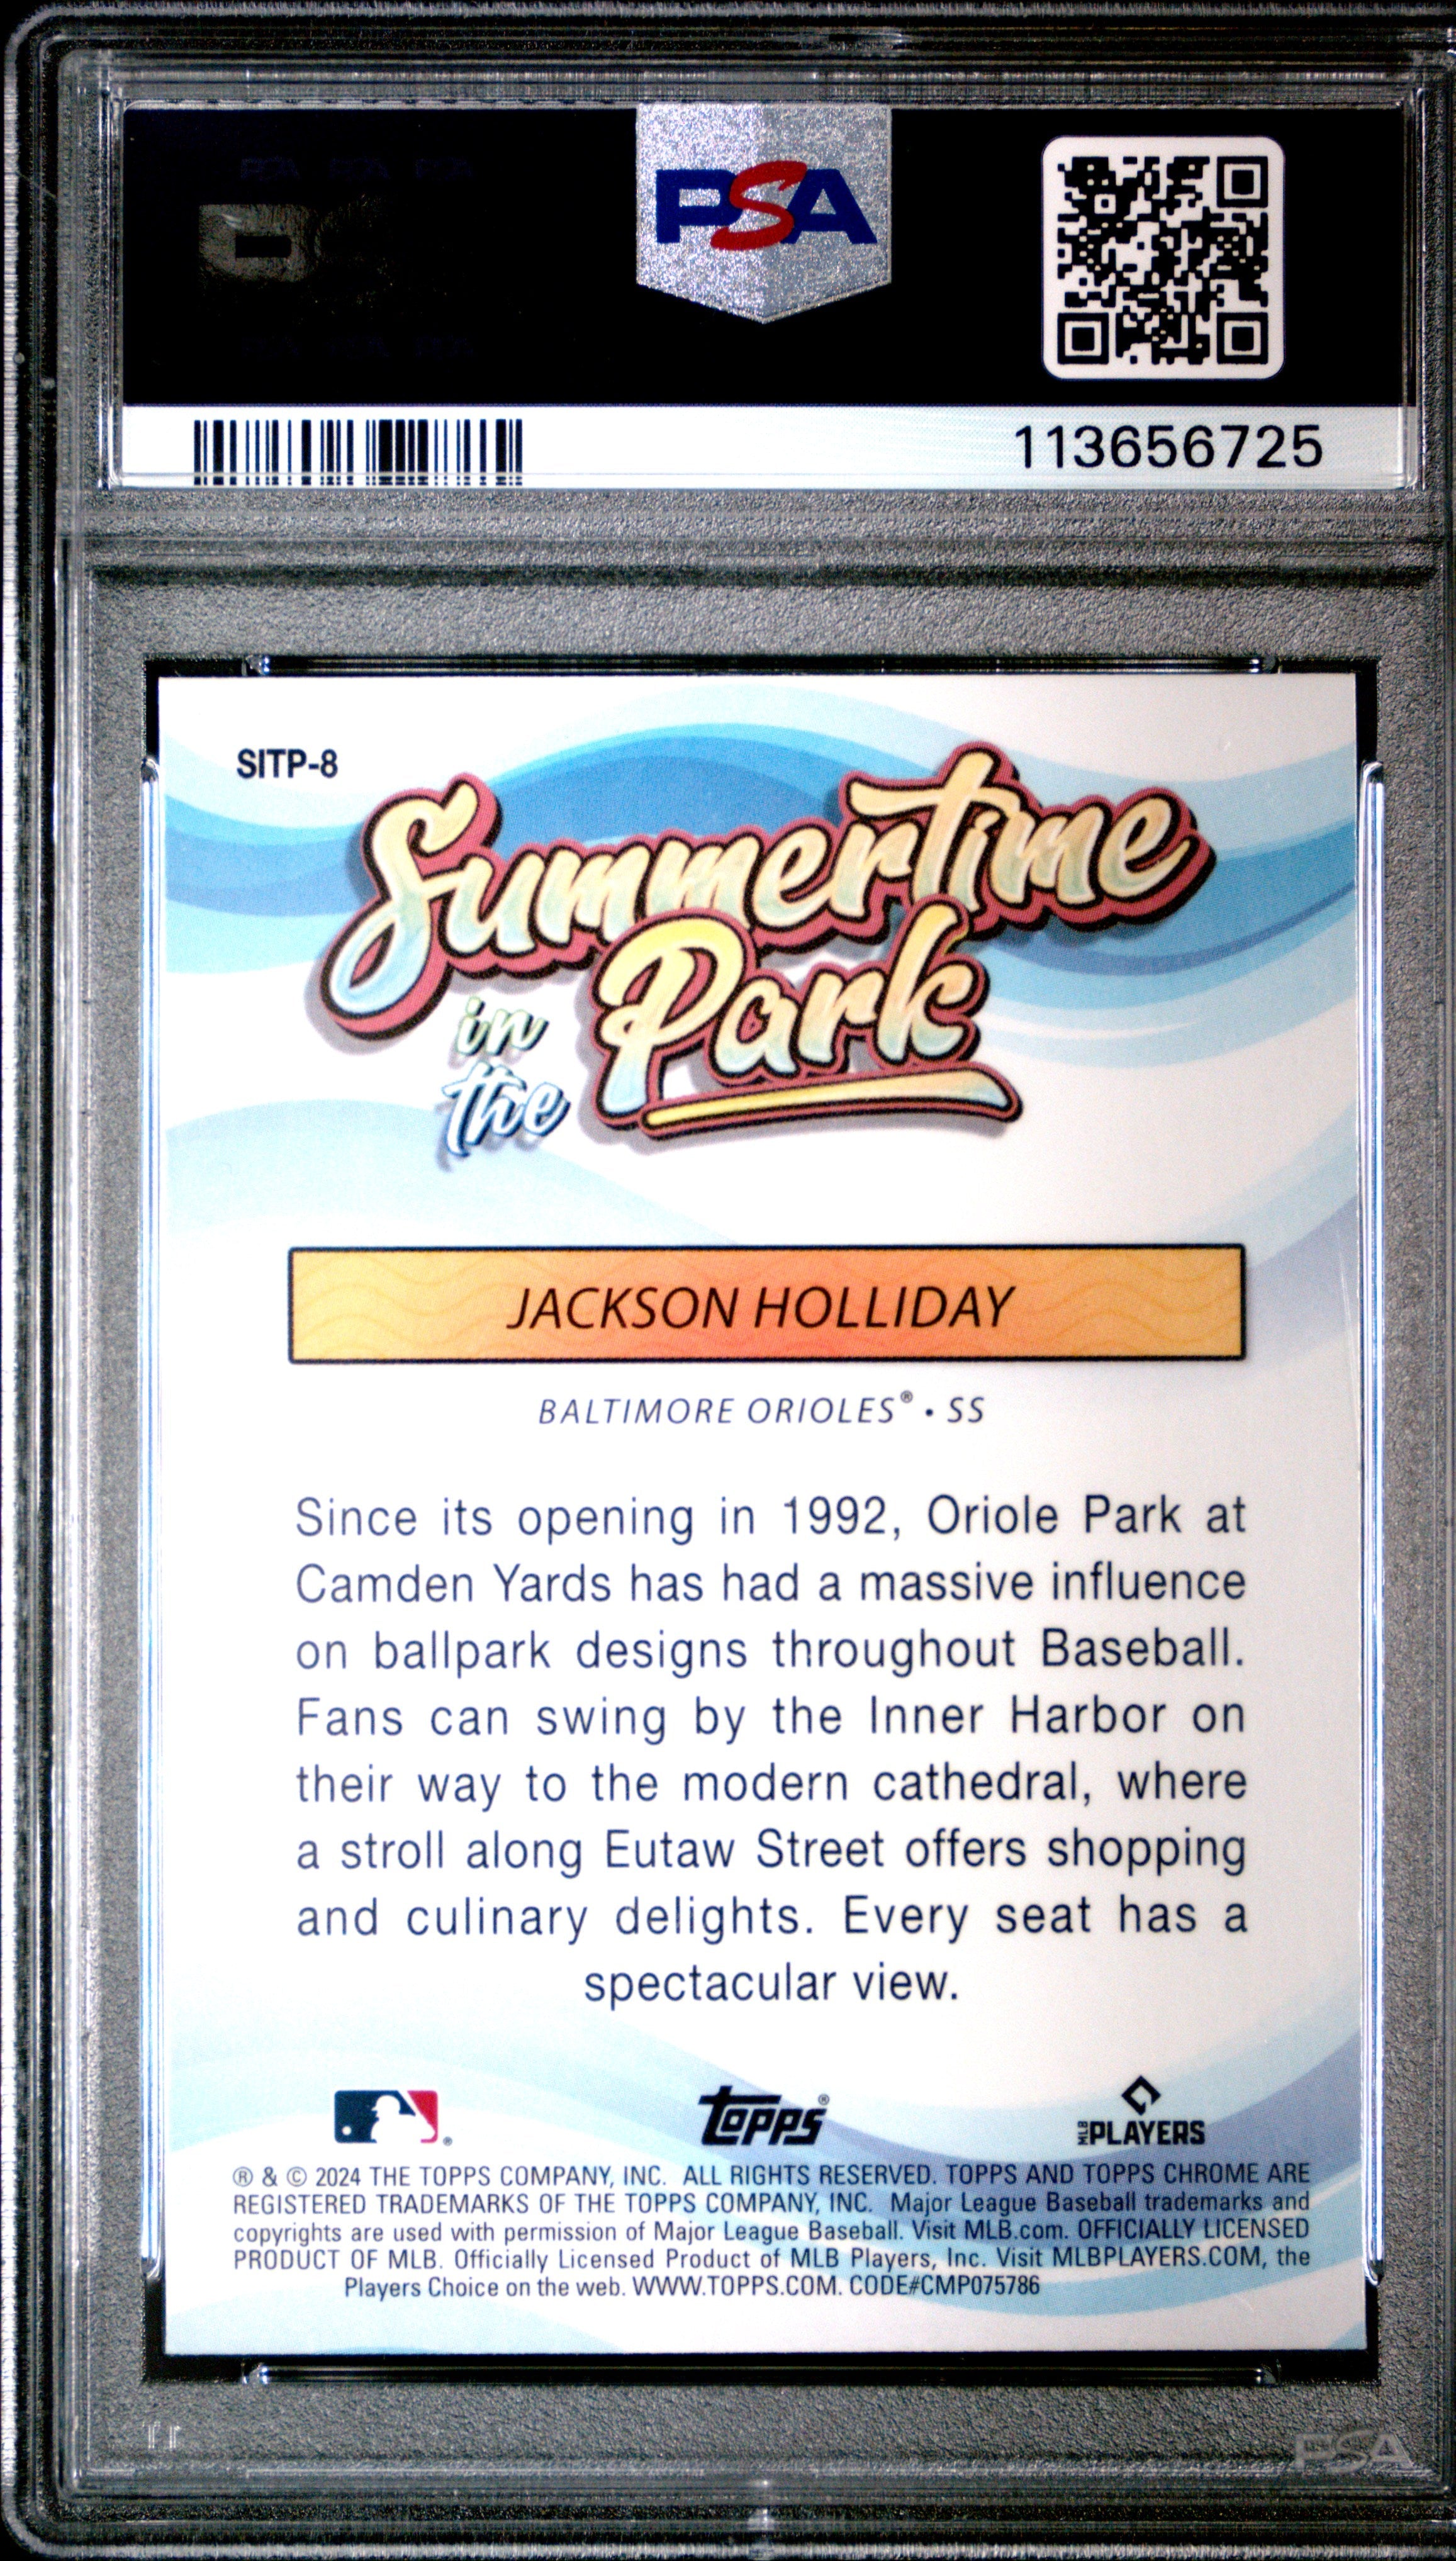 PSA
113656725
SITP-8
Summertime
in the Park
JACKSON HOLLIDAY
BALTIMORE ORIOLES® • SS
Since its opening in 1992, Oriole Park at
Camden Yards has had a massive influence
on ballpark designs throughout Baseball.
Fans can swing by the Inner Harbor on
their way to the modern cathedral, where
a stroll along Eutaw Street offers shopping
and culinary delights. Every seat has a
spectacular view.
Topps® MLB PLAYERS
® & © 2024 THE TOPPS COMPANY, INC. ALL RIGHTS RESERVED. TOPPS AND TOPPS CHROME ARE
REGISTERED TRADEMARKS OF THE TOPPS COMPANY, INC. Major League Baseball trademarks and
copyrights are used with permission of Major League Baseball. Visit MLB.com. OFFICIALLY LICENSED
PRODUCT OF MLB. Officially Licensed Product of MLB Players, Inc. Visit MLBPLAYERS.COM, the
Players Choice on the web. WWW.TOPPS.COM. CODE#CMP075786
PSA